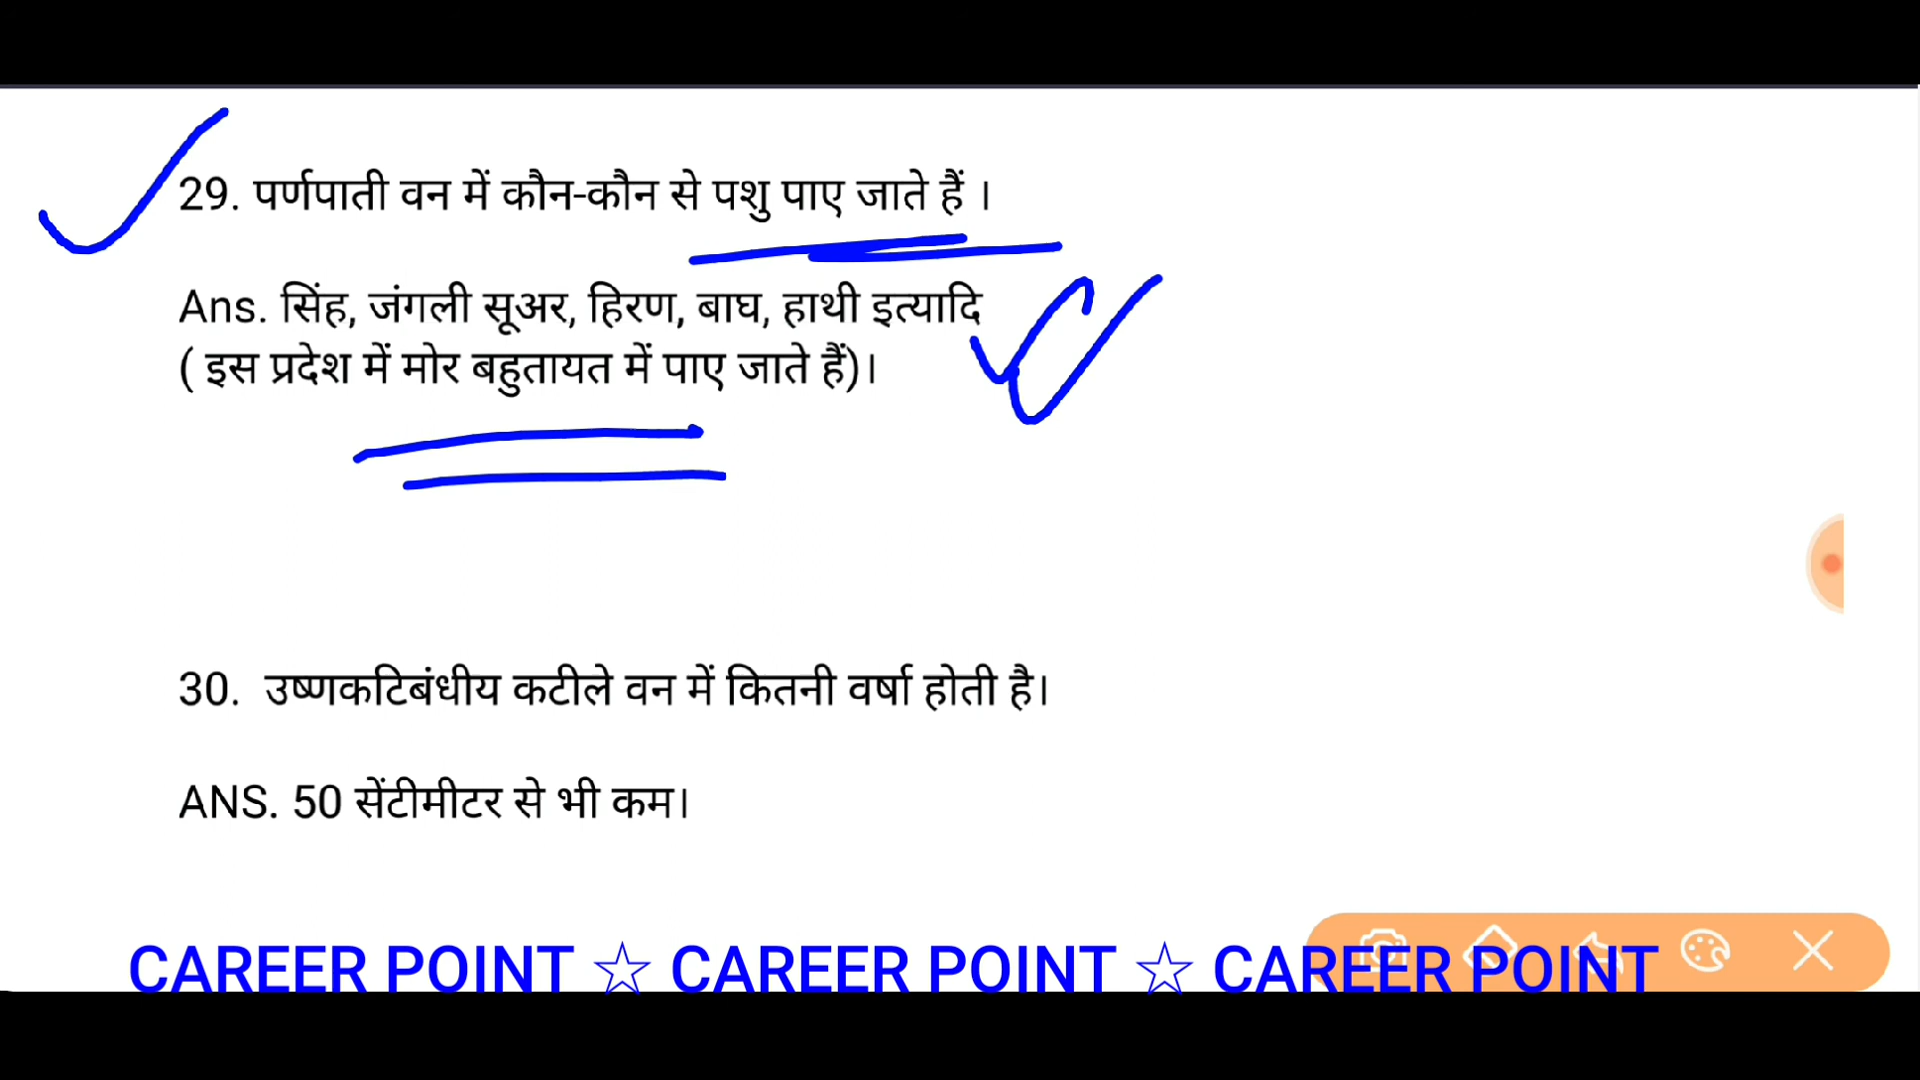 29. पर्णपाती वन में कौन-कौन से पशु पाए जाते हैं ।
Ans. सिंह, जंगली सूअर, हिरण, बाघ, हाथी इत्यादि
( इस प्रदेश में मोर बहुतायत में पाए जाते हैं)।
30. उष्णकटिबंधीय कटीले वन में कितनी वर्षा होती है।
ANS. 50 सेंटीमीटर से भी कम।
CAREER POINT ☆ CAREER POINT ☆ CAREER POINT